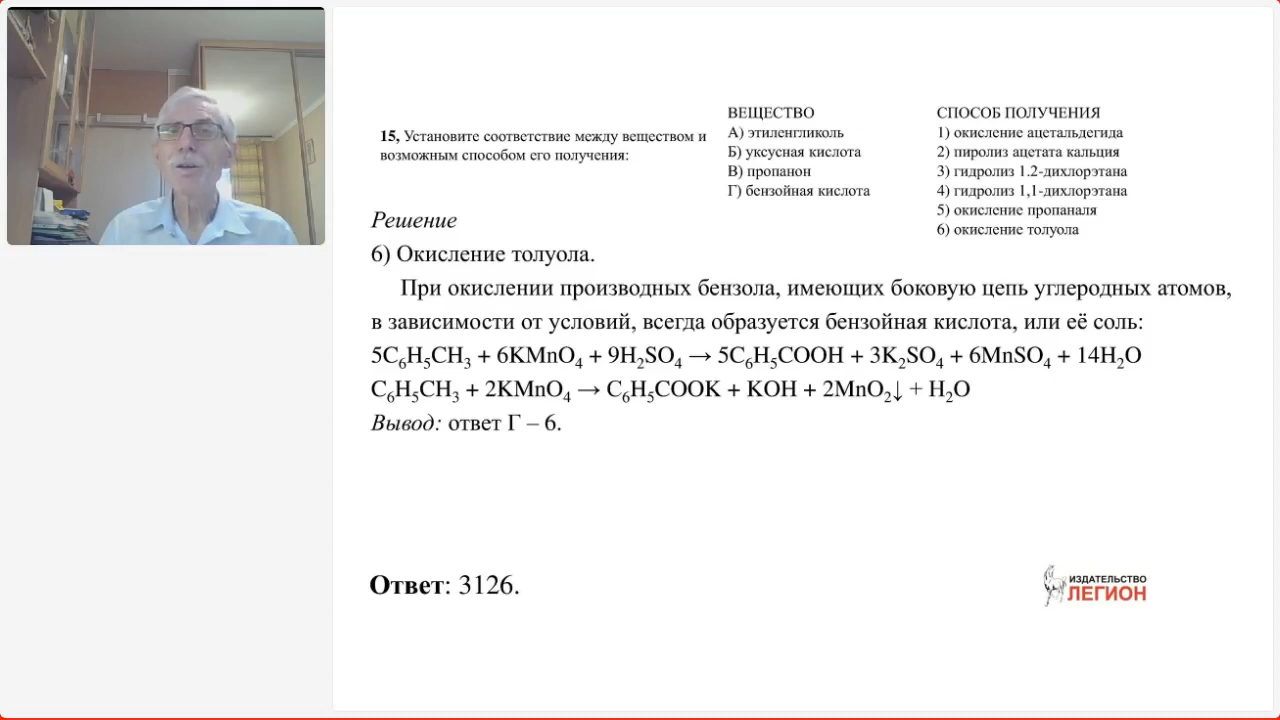 15, Установите соответствие между веществом и
возможным способом его получения:
ВЕЩЕСТВО
А) этиленгликоль
Б) уксусная кислота
В) пропанон
Г) бензойная кислота
СПОСОБ ПОЛУЧЕНИЯ
1) окисление ацетальдегида
2) пиролиз ацетата кальция
3) гидролиз 1.2-дихлорэтана
4) гидролиз 1,1-дихлорэтана
5) окисление пропаналя
6) окисление толуола
Решение
6) Окисление толуола.
При окислении производных бензола, имеющих боковую цепь углеродных атомов,
в зависимости от условий, всегда образуется бензойная кислота, или её соль:
5C₆H₅CH₃ + 6KMnO₄ + 9H₂SO₄ → 5C₆H₅COOH + 3K₂SO₄ + 6MnSO₄ + 14H₂O
C₆H₅CH₃ + 2KMnO₄ → C₆H₅COOK + KOH + 2MnO₂↓ + H₂O
Вывод: ответ Г – 6.
Ответ: 3126.
ИЗДАТЕЛЬСТВО
ЛЕГИОН